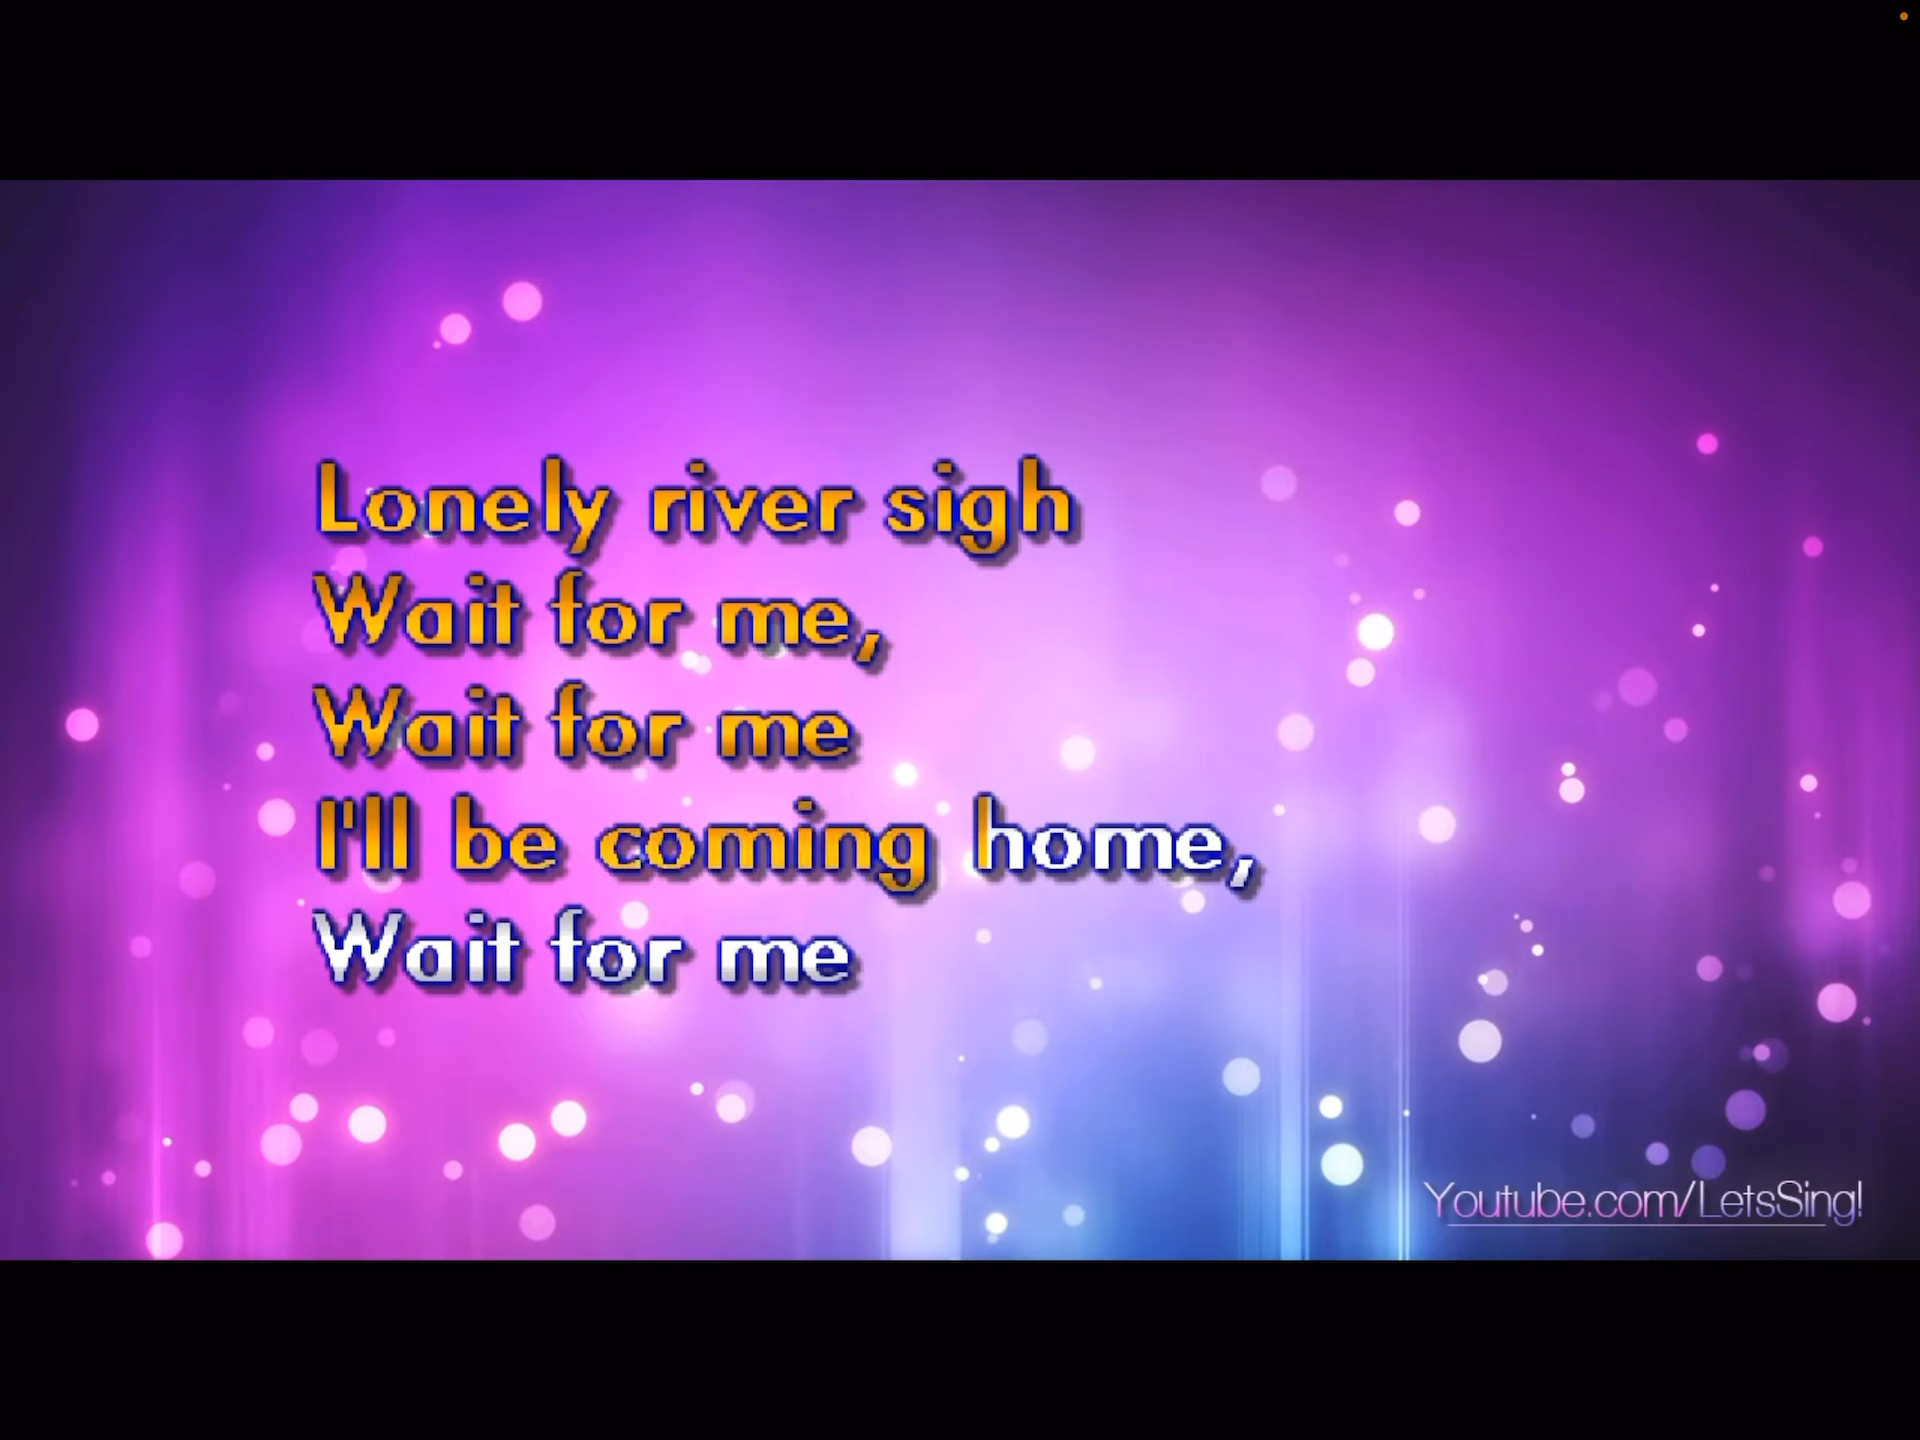 Lonely river sigh
Wait for me,
Wait for me
I'll be coming home,
Wait for me
Youtube.com/LetsSing!